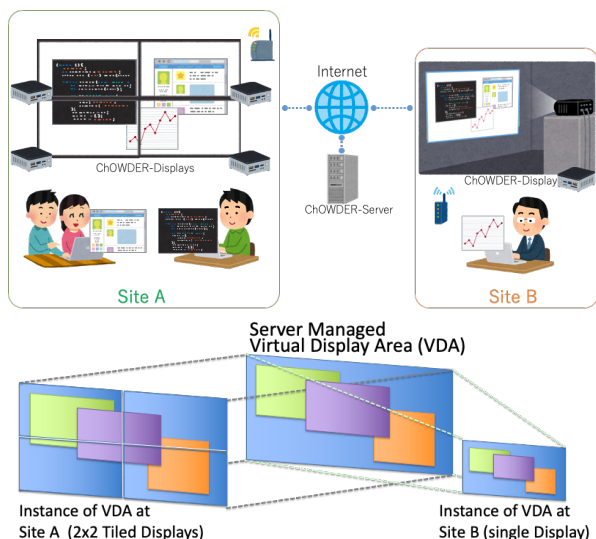 Internet
ChOWDER-Displays
ChOWDER-Display
ChOWDER-Server
Site A
Site B
Server Managed
Virtual Display Area (VDA)
Instance of VDA at
Site A  (2x2 Tiled Displays)
Instance of VDA at
Site B (single Display)